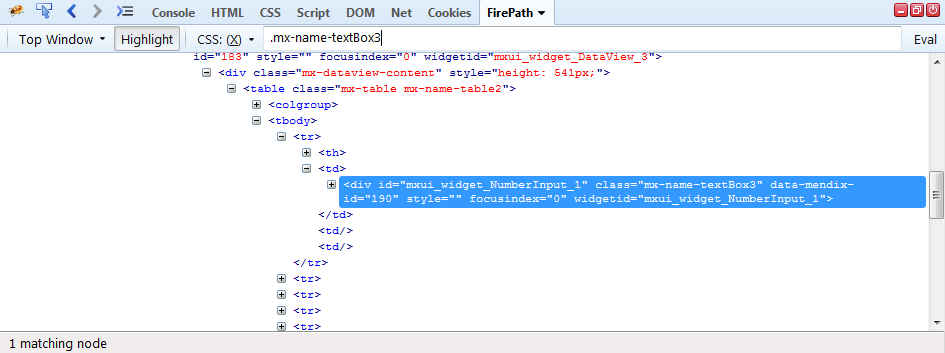 Console HTML CSS Script DOM Net Cookies FirePath
Top Window Highlight CSS: (X) .mx-name-textBox3 Eval
id="183" style="" focusindex="0" widgetid="mxui_widget_DataView_3">
<div class="mx-dataview-content" style="height: 541px;">
<table class="mx-table mx-name-table2">
<colgroup>
<tbody>
<tr>
<th>
<td>
<div id="mxui_widget_NumberInput_1" class="mx-name-textBox3" data-mendix-
id="190" style="" focusindex="0" widgetid="mxui_widget_NumberInput_1">
</td>
<td/>
<td/>
</tr>
<tr>
<tr>
<tr>
<tr>
1 matching node